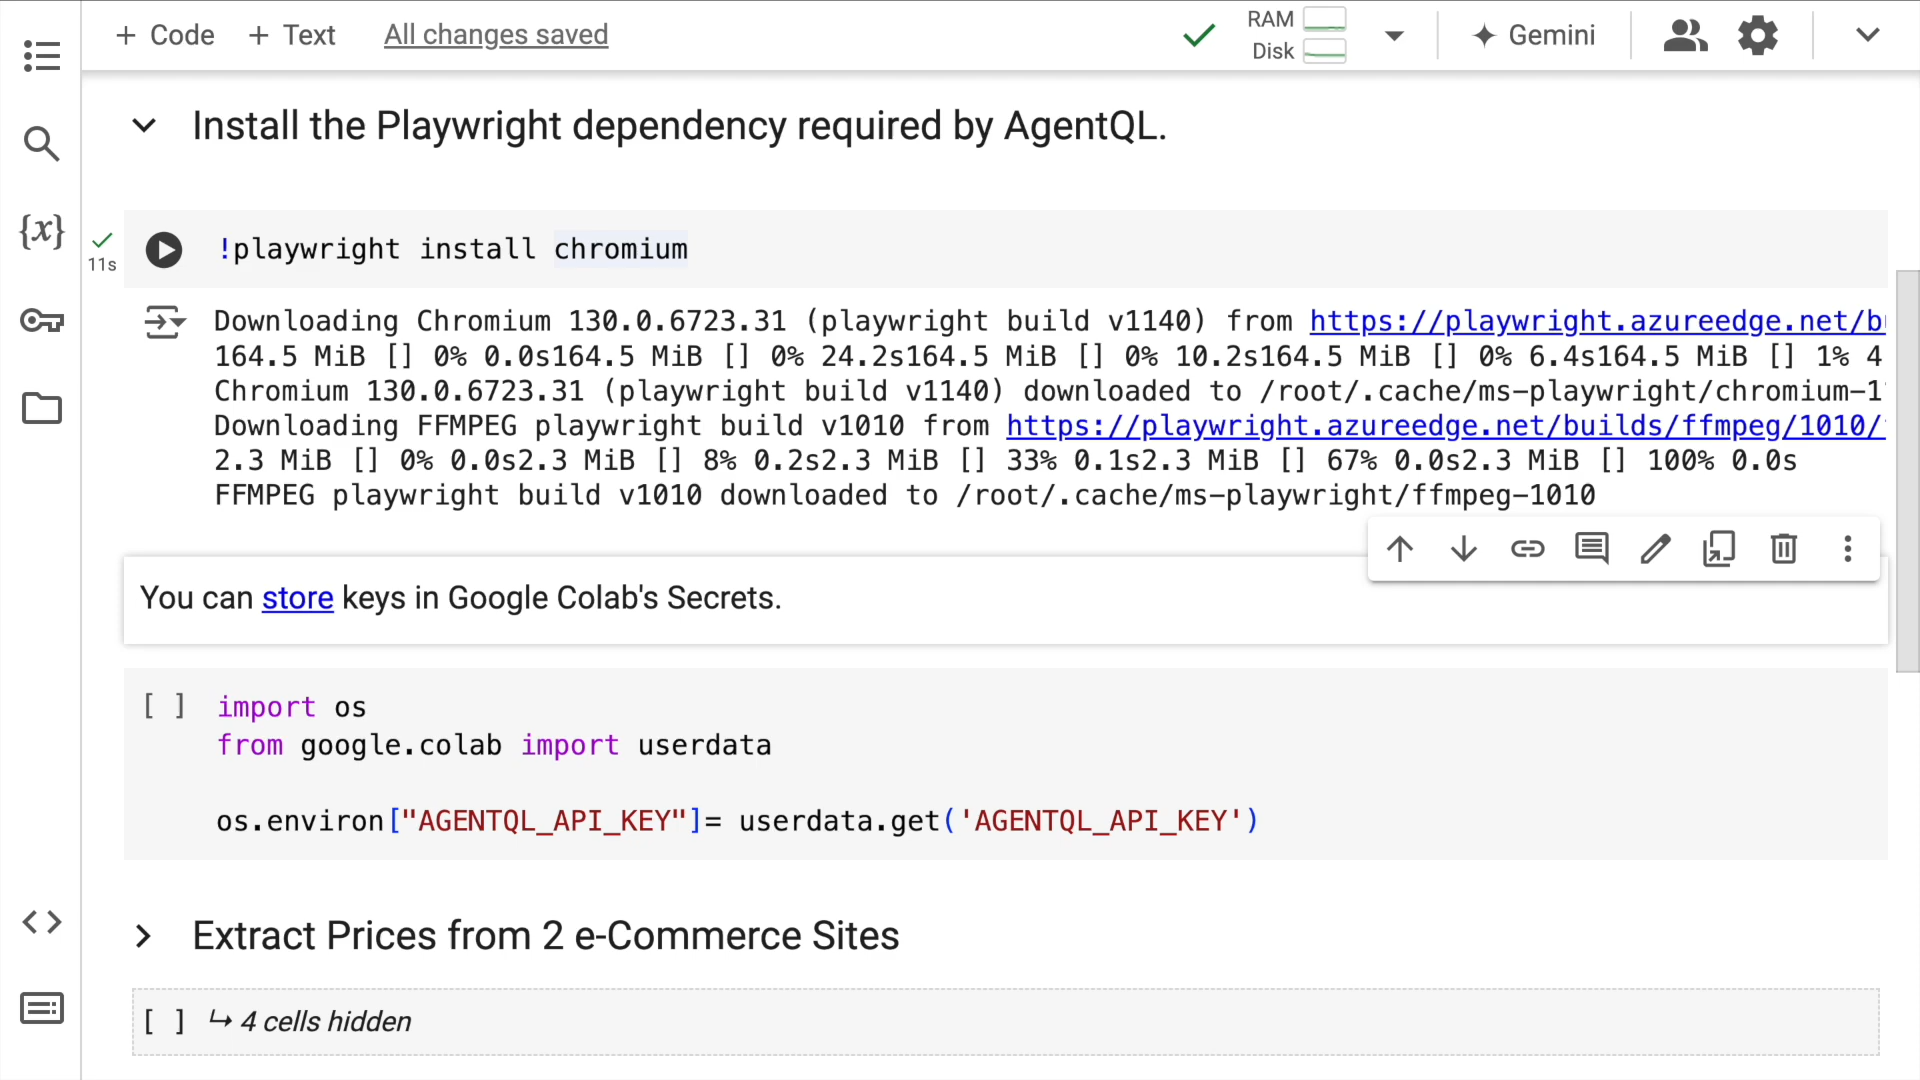 + Code + Text All changes saved RAM Disk Gemini
Install the Playwright dependency required by AgentQL.
{x}
11s
!playwright install chromium
Downloading Chromium 130.0.6723.31 (playwright build v1140) from https://playwright.azureedge.net/b
164.5 MiB [] 0% 0.0s164.5 MiB [] 0% 24.2s164.5 MiB [] 0% 10.2s164.5 MiB [] 0% 6.4s164.5 MiB [] 1% 4
Chromium 130.0.6723.31 (playwright build v1140) downloaded to /root/.cache/ms-playwright/chromium-1
Downloading FFMPEG playwright build v1010 from https://playwright.azureedge.net/builds/ffmpeg/1010/
2.3 MiB [] 0% 0.0s2.3 MiB [] 8% 0.2s2.3 MiB [] 33% 0.1s2.3 MiB [] 67% 0.0s2.3 MiB [] 100% 0.0s
FFMPEG playwright build v1010 downloaded to /root/.cache/ms-playwright/ffmpeg-1010
You can store keys in Google Colab's Secrets.
[ ] import os
from google.colab import userdata
os.environ["AGENTQL_API_KEY"]= userdata.get('AGENTQL_API_KEY')
Extract Prices from 2 e-Commerce Sites
[ ] ↳ 4 cells hidden